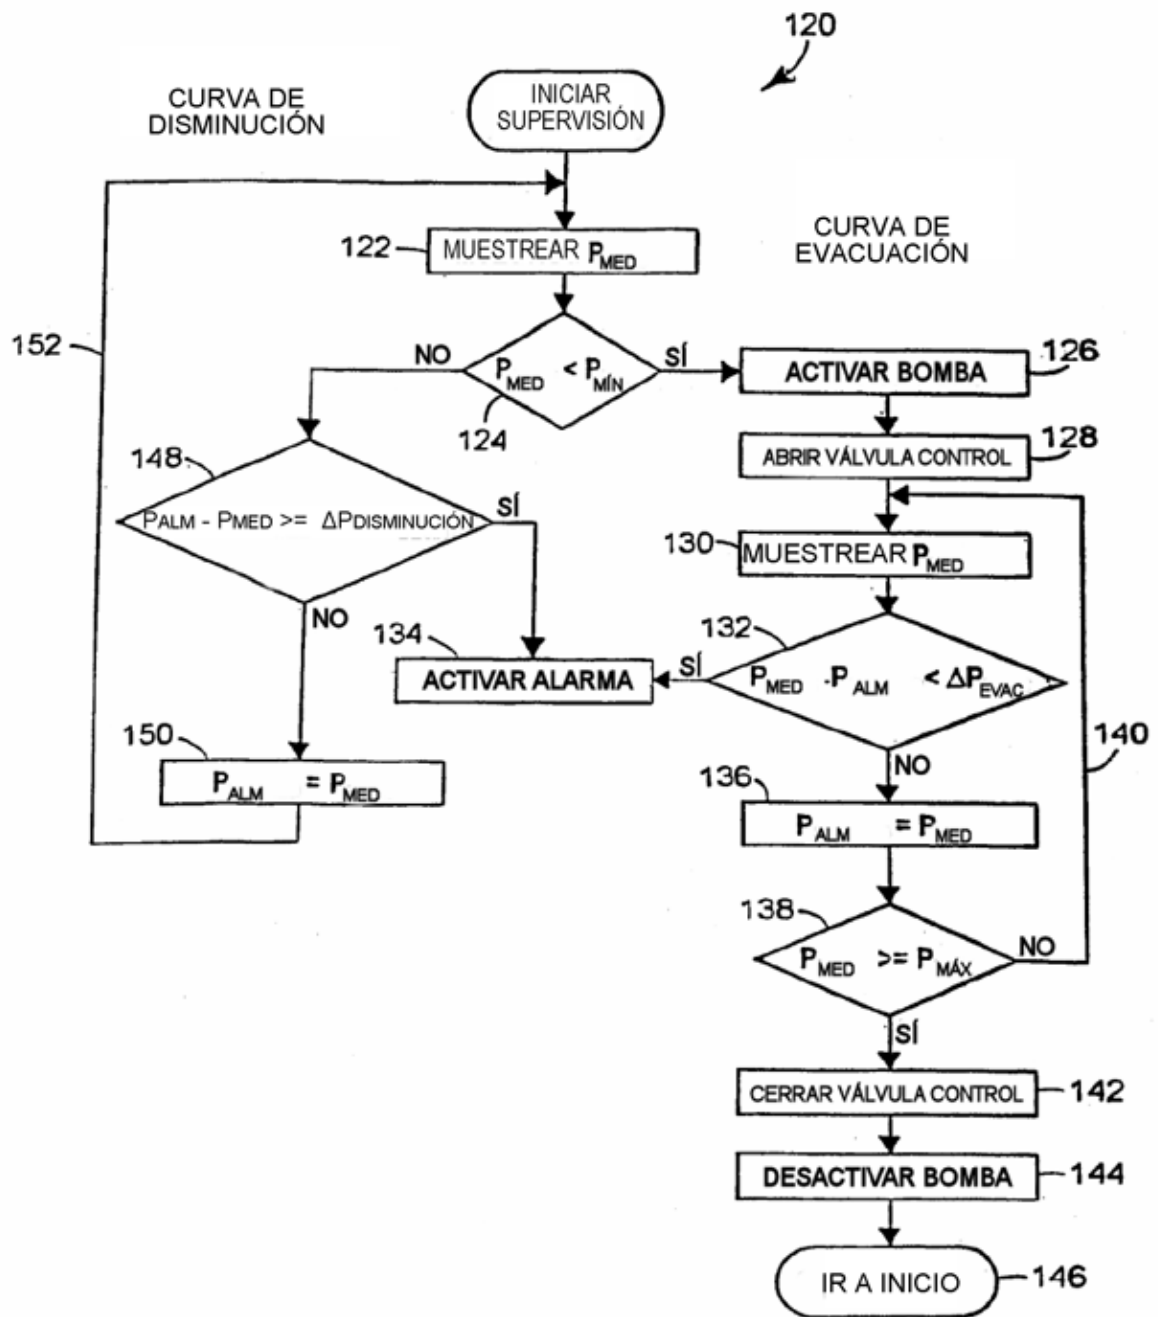 120
CURVA DE
DISMINUCIÓN
INICIAR
SUPERVISIÓN
122
MUESTREAR PMED
CURVA DE
EVACUACIÓN
152
NO
PMED < PMÍN
SÍ
124
ACTIVAR BOMBA
126
ABRIR VÁLVULA CONTROL
128
148
PALM - PMED >= ΔPDISMINUCIÓN
SÍ
NO
130
MUESTREAR PMED
132
PMED - PALM < ΔPEVAC
SÍ
NO
134
ACTIVAR ALARMA
140
150
PALM = PMED
136
PALM = PMED
138
PMED >= PMÁX
NO
SÍ
CERRAR VÁLVULA CONTROL
142
DESACTIVAR BOMBA
144
IR A INICIO
146